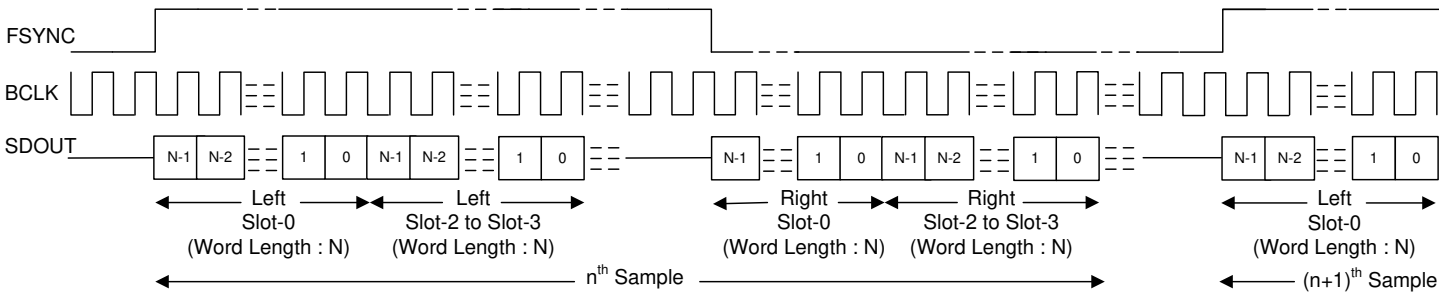 FSYNC
BCLK
SDOUT
N-1 N-2 1 0 N-1 N-2 1 0 N-1 1 0 N-1 N-2 1 0 N-1 N-2 1 0
Left
Slot-0
(Word Length : N)
Left
Slot-2 to Slot-3
(Word Length : N)
Right
Slot-0
(Word Length : N)
Right
Slot-2 to Slot-3
(Word Length : N)
Left
Slot-0
(Word Length : N)
nth Sample
(n+1)th Sample